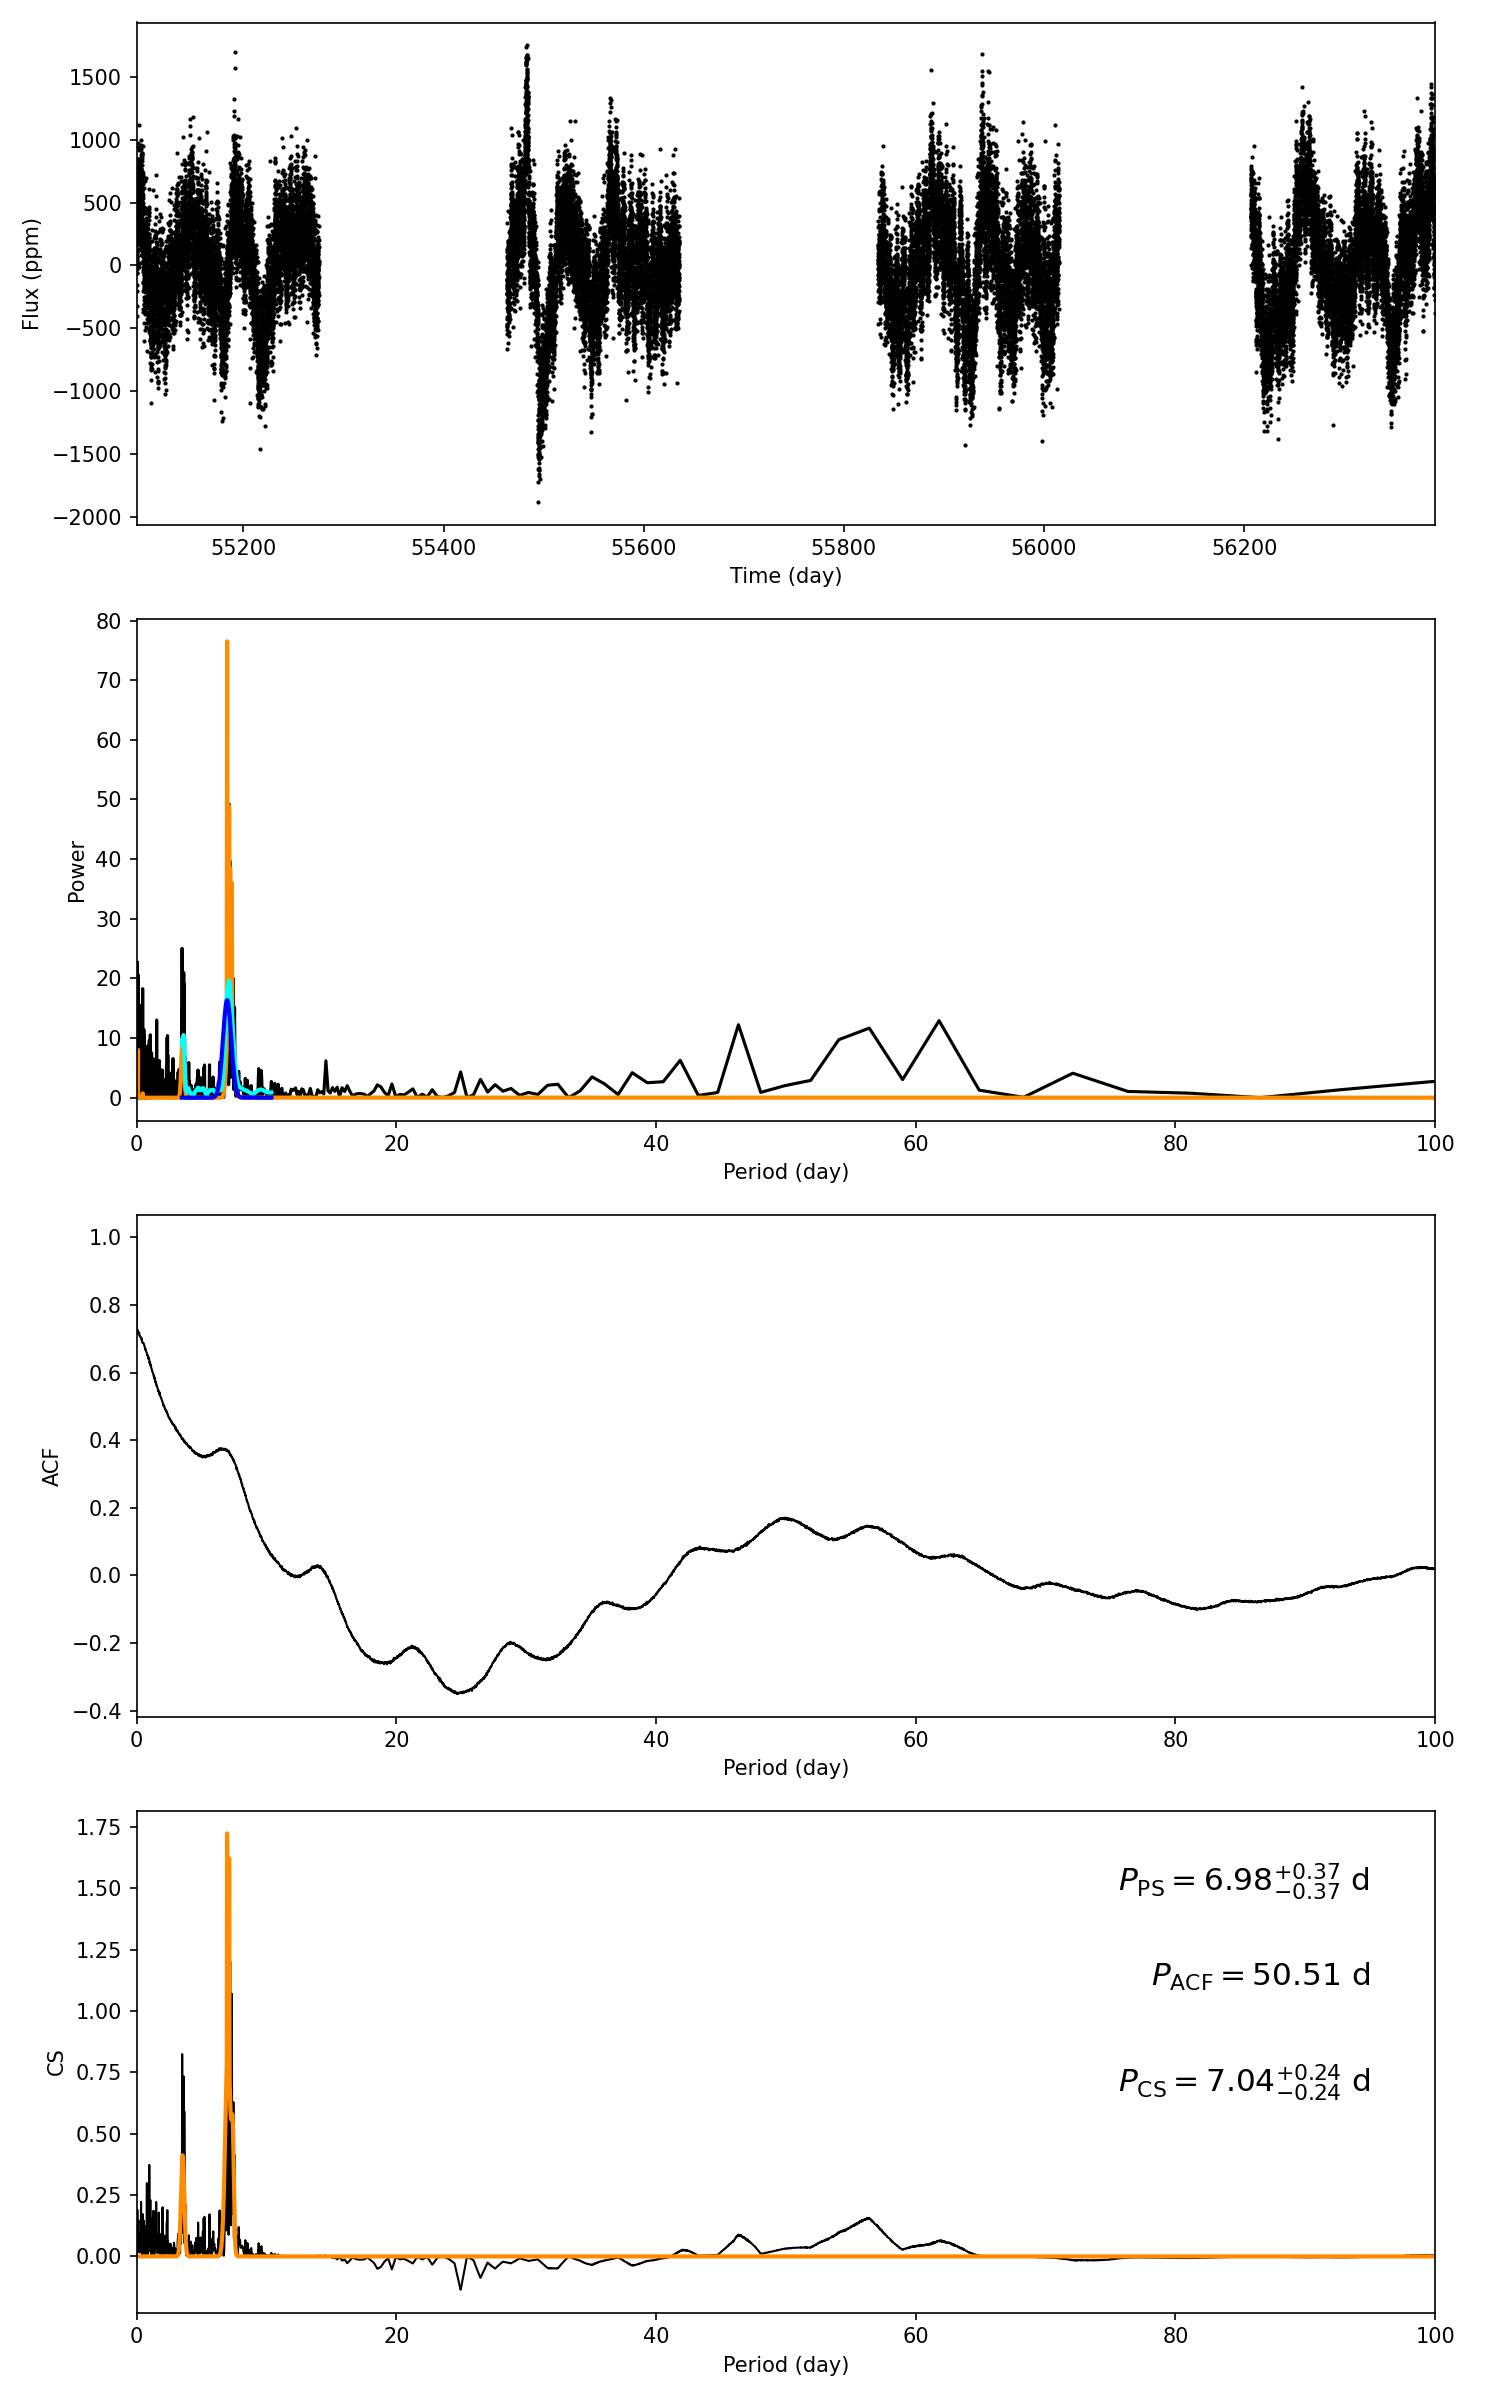 1500
1000
500
0
−500
−1000
−1500
−2000
Flux (ppm)
55200 55400 55600 55800 56000 56200
Time (day)
80
70
60
50
40
30
20
10
0
Power
0 20 40 60 80 100
Period (day)
1.0
0.8
0.6
0.4
0.2
0.0
−0.2
−0.4
ACF
0 20 40 60 80 100
Period (day)
1.75
1.50
1.25
1.00
0.75
0.50
0.25
0.00
CS
P_PS = 6.98 +0.37 −0.37 d
P_ACF = 50.51 d
P_CS = 7.04 +0.24 −0.24 d
0 20 40 60 80 100
Period (day)